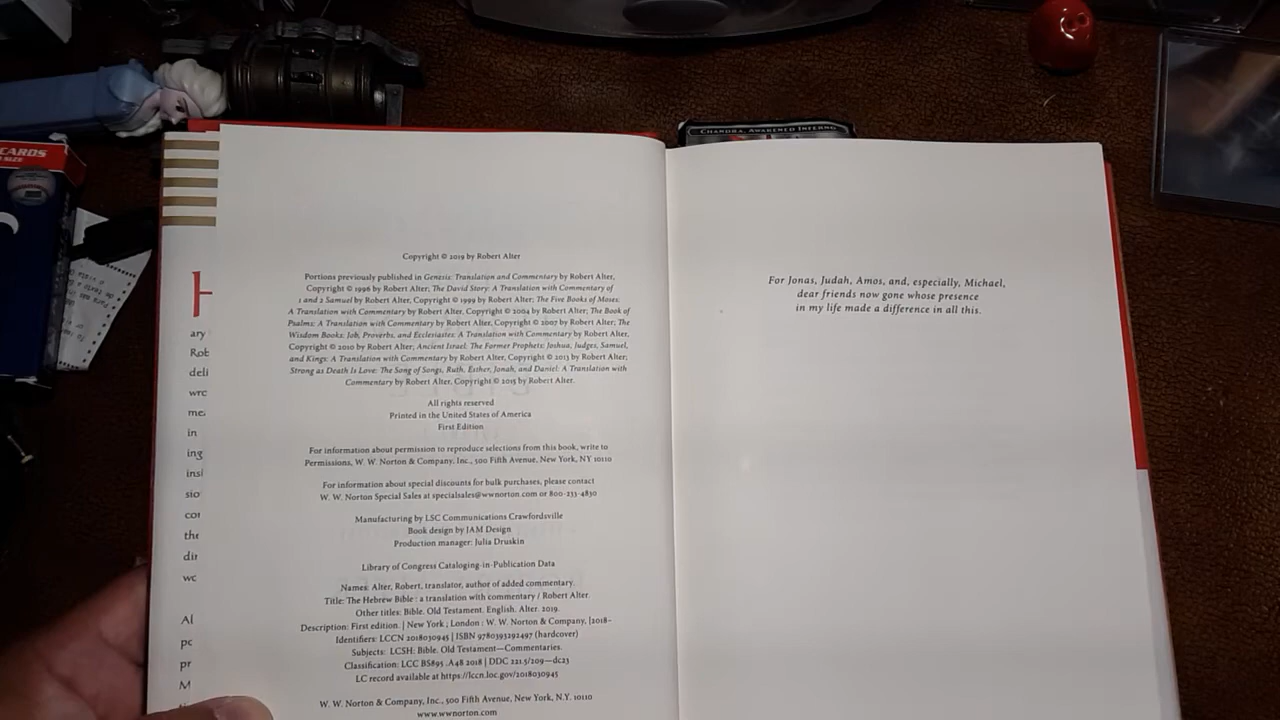 CHANDRA, AWAKENED INFERNO
CARDS
SIZE
H
ary
Rob
deli
wro
me
in
ing
insi
sio
con
the
dir
wc
Al
pc
pr
M
Copyright © 2019 by Robert Alter
Portions previously published in Genesis: Translation and Commentary by Robert Alter,
Copyright © 1996 by Robert Alter; The David Story: A Translation with Commentary of
1 and 2 Samuel by Robert Alter, Copyright © 1999 by Robert Alter; The Five Books of Moses:
A Translation with Commentary by Robert Alter, Copyright © 2004 by Robert Alter; The Book of
Psalms: A Translation with Commentary by Robert Alter, Copyright © 2007 by Robert Alter; The
Wisdom Books: Job, Proverbs, and Ecclesiastes: A Translation with Commentary by Robert Alter,
Copyright © 2010 by Robert Alter; Ancient Israel: The Former Prophets: Joshua, Judges, Samuel,
and Kings: A Translation with Commentary by Robert Alter, Copyright © 2013 by Robert Alter;
Strong as Death Is Love: The Song of Songs, Ruth, Esther, Jonah, and Daniel: A Translation with
Commentary by Robert Alter, Copyright © 2015 by Robert Alter.
All rights reserved
Printed in the United States of America
First Edition
For information about permission to reproduce selections from this book, write to
Permissions, W. W. Norton & Company, Inc., 500 Fifth Avenue, New York, NY 10110
For information about special discounts for bulk purchases, please contact
W. W. Norton Special Sales at specialsales@wwnorton.com or 800-233-4830
Manufacturing by LSC Communications Crawfordsville
Book design by JAM Design
Production manager: Julia Druskin
Library of Congress Cataloging-in-Publication Data
Names: Alter, Robert, translator, author of added commentary.
Title: The Hebrew Bible : a translation with commentary / Robert Alter.
Other titles: Bible. Old Testament. English. Alter. 2019.
Description: First edition. | New York ; London : W. W. Norton & Company, [2018–
Identifiers: LCCN 2018030945 | ISBN 9780393292497 (hardcover)
Subjects: LCSH: Bible. Old Testament—Commentaries.
Classification: LCC BS895 .A48 2018 | DDC 221.5/209—dc23
LC record available at https://lccn.loc.gov/2018030945
W. W. Norton & Company, Inc., 500 Fifth Avenue, New York, N.Y. 10110
www.wwnorton.com
For Jonas, Judah, Amos, and, especially, Michael,
dear friends now gone whose presence
in my life made a difference in all this.